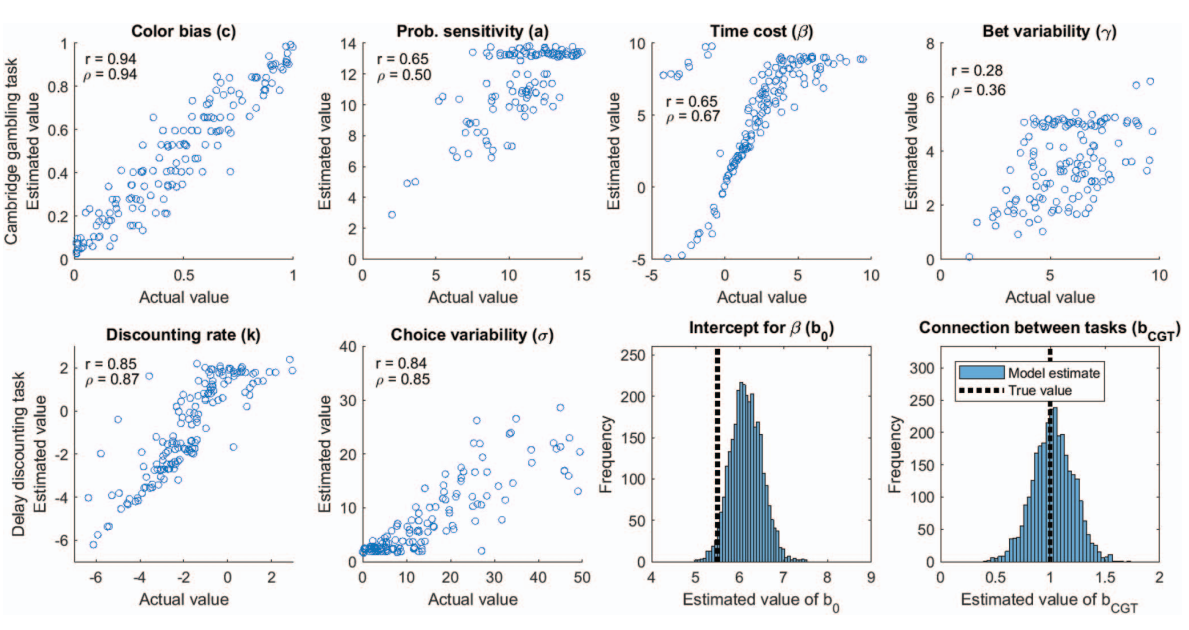 Color bias (c)
Cambridge gambling task
Estimated value
1
0.8
0.6
0.4
0.2
0
r = 0.94
ρ = 0.94
0
0.5
1
Actual value
Prob. sensitivity (a)
Estimated value
14
12
10
8
6
4
2
0
r = 0.65
ρ = 0.50
0
5
10
15
Actual value
Time cost (β)
Estimated value
10
5
0
-5
r = 0.65
ρ = 0.67
-5
0
5
10
Actual value
Bet variability (γ)
Estimated value
8
6
4
2
0
r = 0.28
ρ = 0.36
0
5
10
Actual value
Discounting rate (k)
Delay discounting task
Estimated value
2
0
-2
-4
-6
r = 0.85
ρ = 0.87
-6
-4
-2
0
2
Actual value
Choice variability (σ)
Estimated value
40
30
20
10
0
r = 0.84
ρ = 0.85
0
10
20
30
40
50
Actual value
Intercept for β (b0)
Frequency
250
200
150
100
50
0
4
5
6
7
8
9
Estimated value of b0
Connection between tasks (bCGT)
Frequency
300
250
200
150
100
50
0
Model estimate
True value
0
0.5
1
1.5
2
Estimated value of bCGT